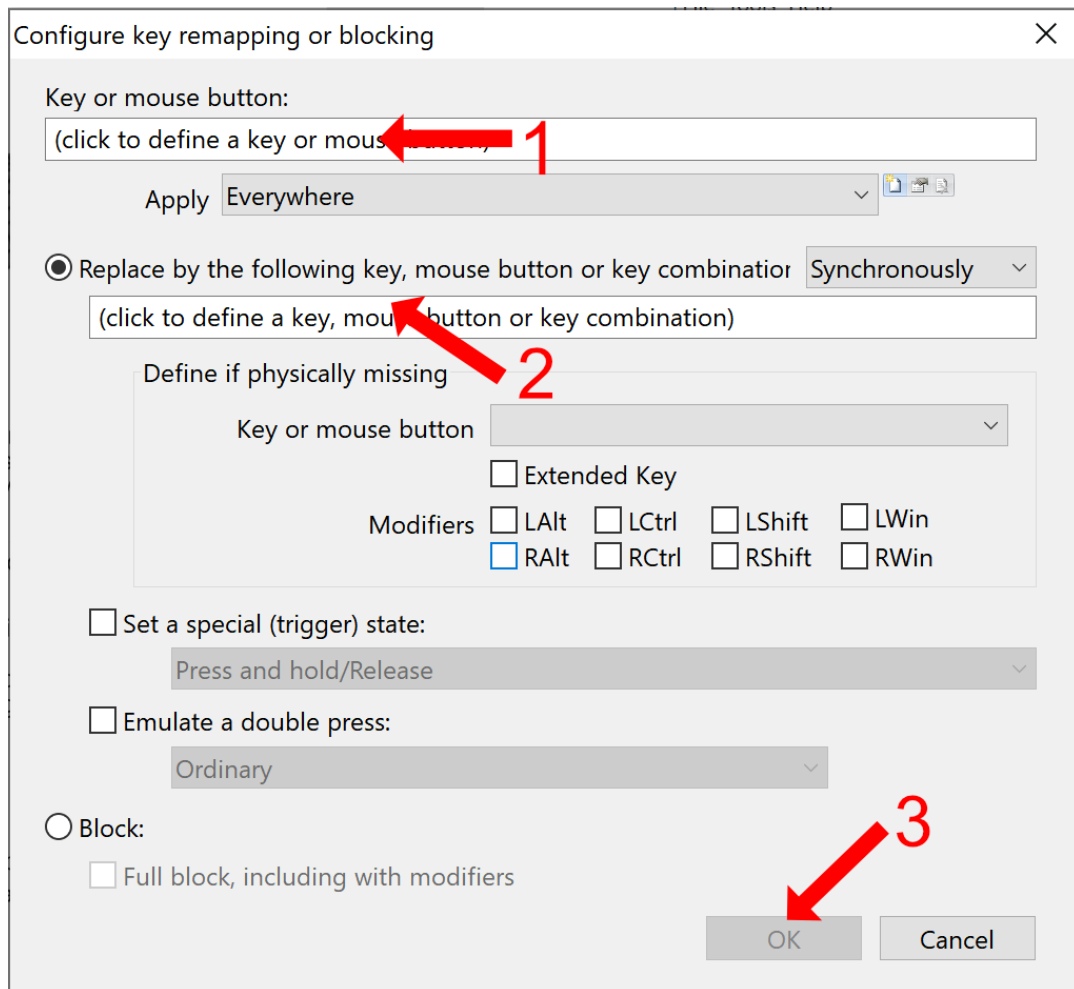 Configure key remapping or blocking
Key or mouse button:
(click to define a key or mouse button)
1
Apply Everywhere
Replace by the following key, mouse button or key combination Synchronously
(click to define a key, mouse button or key combination)
2
Define if physically missing
Key or mouse button
Extended Key
Modifiers LAlt LCtrl LShift LWin
RAlt RCtrl RShift RWin
Set a special (trigger) state:
Press and hold/Release
Emulate a double press:
Ordinary
3
Block:
Full block, including with modifiers
OK Cancel